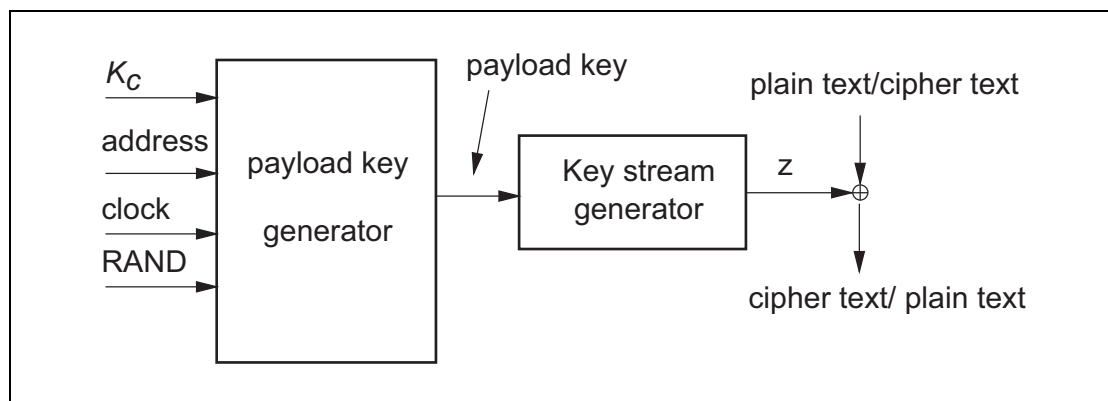 Kc
address
clock
RAND
payload key
generator
payload key
Key stream
generator
z
plain text/cipher text
cipher text/ plain text